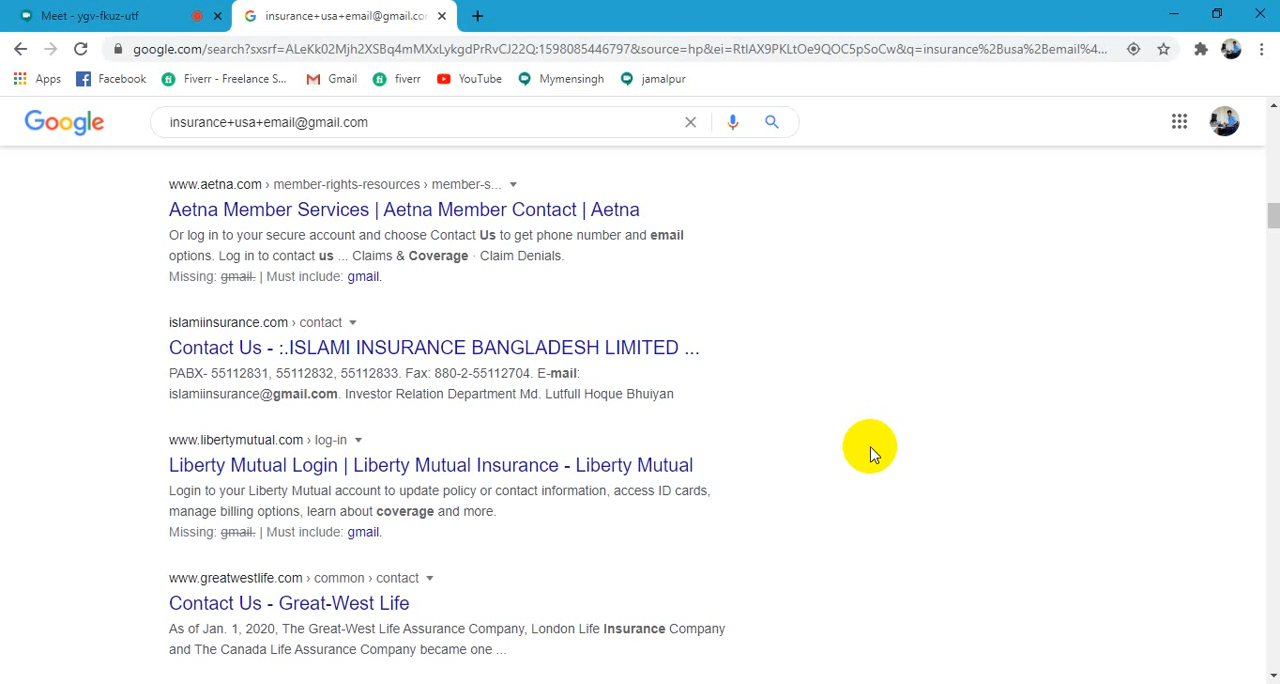 Meet - ygv-fkuz-utf
insurance+usa+email@gmail.co
google.com/search?sxsrf=ALeKk02Mjh2XSBq4mMXxLykgdPrRvCJ22Q:1598085446797&source=hp&ei=RtlAX9PKLtOe9QOC5pSoCw&q=insurance%2Busa%2Bemail%4...
Apps Facebook Fiverr - Freelance S... Gmail fiverr YouTube Mymensingh jamalpur
Google insurance+usa+email@gmail.com
www.aetna.com › member-rights-resources › member-s...
Aetna Member Services | Aetna Member Contact | Aetna
Or log in to your secure account and choose Contact Us to get phone number and email
options. Log in to contact us ... Claims & Coverage · Claim Denials.
Missing: gmail. | Must include: gmail.
islamiinsurance.com › contact
Contact Us - :.ISLAMI INSURANCE BANGLADESH LIMITED ...
PABX- 55112831, 55112832, 55112833. Fax: 880-2-55112704. E-mail:
islamiinsurance@gmail.com. Investor Relation Department Md. Lutfull Hoque Bhuiyan
www.libertymutual.com › log-in
Liberty Mutual Login | Liberty Mutual Insurance - Liberty Mutual
Login to your Liberty Mutual account to update policy or contact information, access ID cards,
manage billing options, learn about coverage and more.
Missing: gmail. | Must include: gmail.
www.greatwestlife.com › common › contact
Contact Us - Great-West Life
As of Jan. 1, 2020, The Great-West Life Assurance Company, London Life Insurance Company
and The Canada Life Assurance Company became one ...